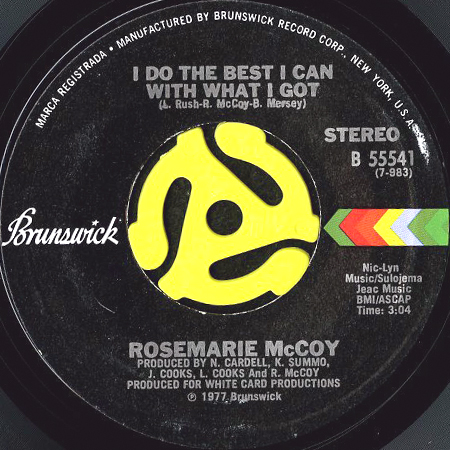 MARCA REGISTRADA • MANUFACTURED BY BRUNSWICK RECORD CORP., NEW YORK, U.S.A.
I DO THE BEST I CAN
WITH WHAT I GOT
(L. Rush-R. McCoy-B. Mersey)
STEREO
B 55541
(7-983)
Brunswick
Nic-Lyn
Music/Sulojema
Jeac Music
BMI/ASCAP
Time: 3:04
ROSEMARIE McCOY
PRODUCED BY N. CARDELL, K. SUMMO,
J. COOKS, L. COOKS And R. McCOY
PRODUCED FOR WHITE CARD PRODUCTIONS
℗ 1977 Brunswick